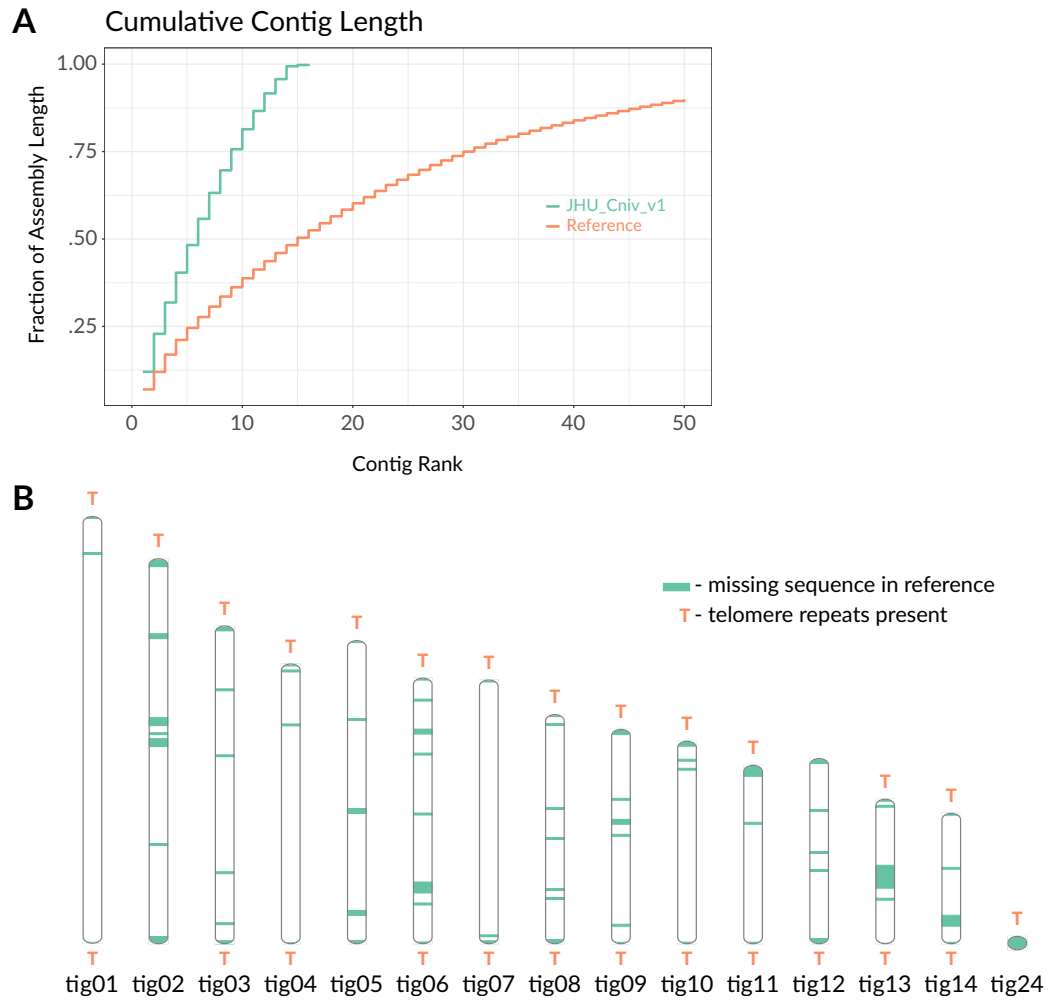 A
Cumulative Contig Length
Fraction of Assembly Length
1.00
.75
.50
.25
JHU_Cniv_v1
Reference
0 10 20 30 40 50
Contig Rank
B
T T T T T T T T T T T T T T
- missing sequence in reference
T - telomere repeats present
T T T T T T T T T T T T
tig01 tig02 tig03 tig04 tig05 tig06 tig07 tig08 tig09 tig10 tig11 tig12 tig13 tig14 tig24